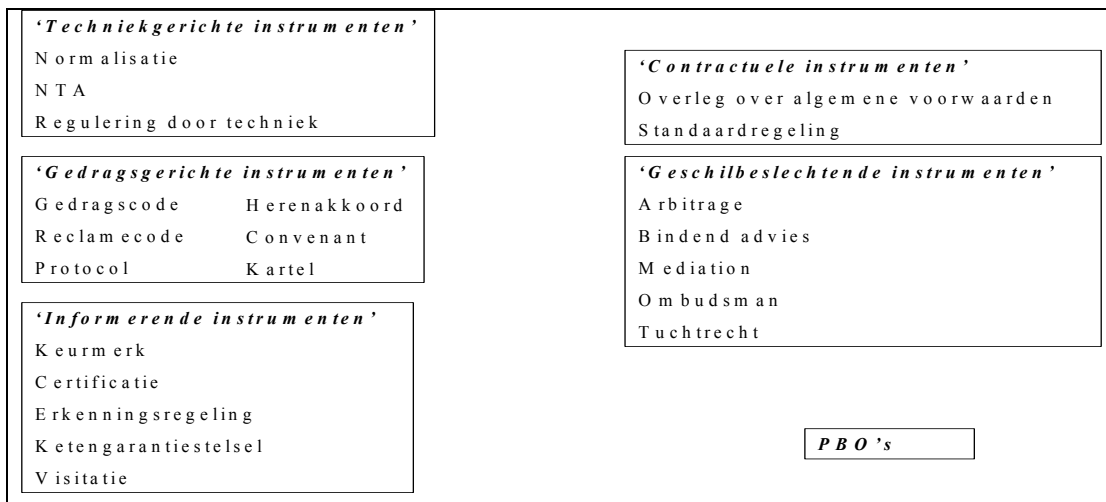 ‘Techniekgerichte instrumenten’
Normalisatie
NTA
Regulering door techniek
‘Gedragsgerichte instrumenten’
Gedragscode Herenakkoord
Reclamecode Convenant
Protocol Kartel
‘Informerende instrumenten’
Keurmerk
Certificatie
Erkenningsregeling
Ketengarantiestelsel
Visitatie
‘Contractuele instrumenten’
Overleg over algemene voorwaarden
Standaardregeling
‘Geschilbeslechtende instrumenten’
Arbitrage
Bindend advies
Mediation
Ombudsman
Tuchtrecht
PBO’s